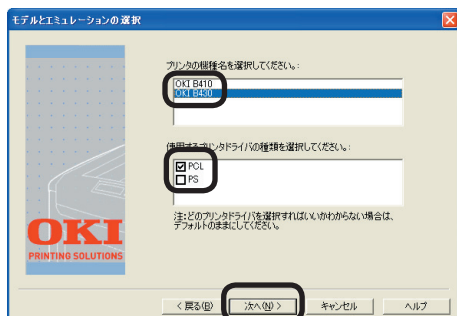 モデルとエミュレーションの選択
プリンタの機種名を選択してください。:
OKI B410
OKI B430
使用するプリンタドライバの種類を選択してください。:
PCL
PS
注:どのプリンタドライバを選択すればいいかわからない場合は、
デフォルトのままにしてください。
OKI
PRINTING SOLUTIONS
< 戻る(B)
次へ(N) >
キャンセル
ヘルプ